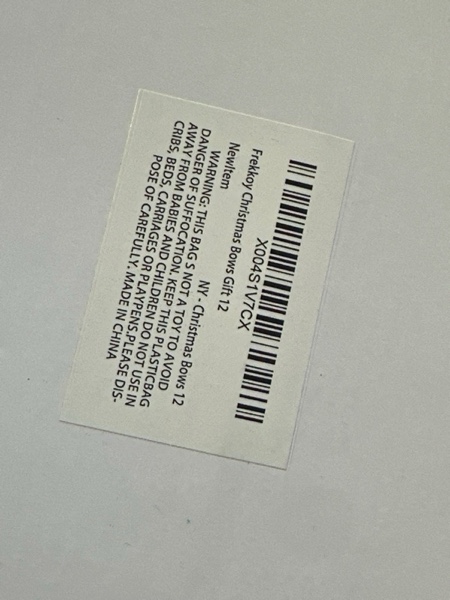 X004S1V7CX
Frekkoy Christmas Bows Gift 12
NewItem
NY - Christmas Bows 12
WARNING: THIS BAG S NOT A TOY TO AVOID
DANGER OF SUFFOCATION. KEEP THIS PLASTICBAG
AWAY FROM BABIES AND CHILDREN DO NOT USE IN
CRIBS, BEDS, CARRIAGES OR PLAYPENS.PLEASE DIS-
POSE OF CAREFULLY. MADE IN CHINA